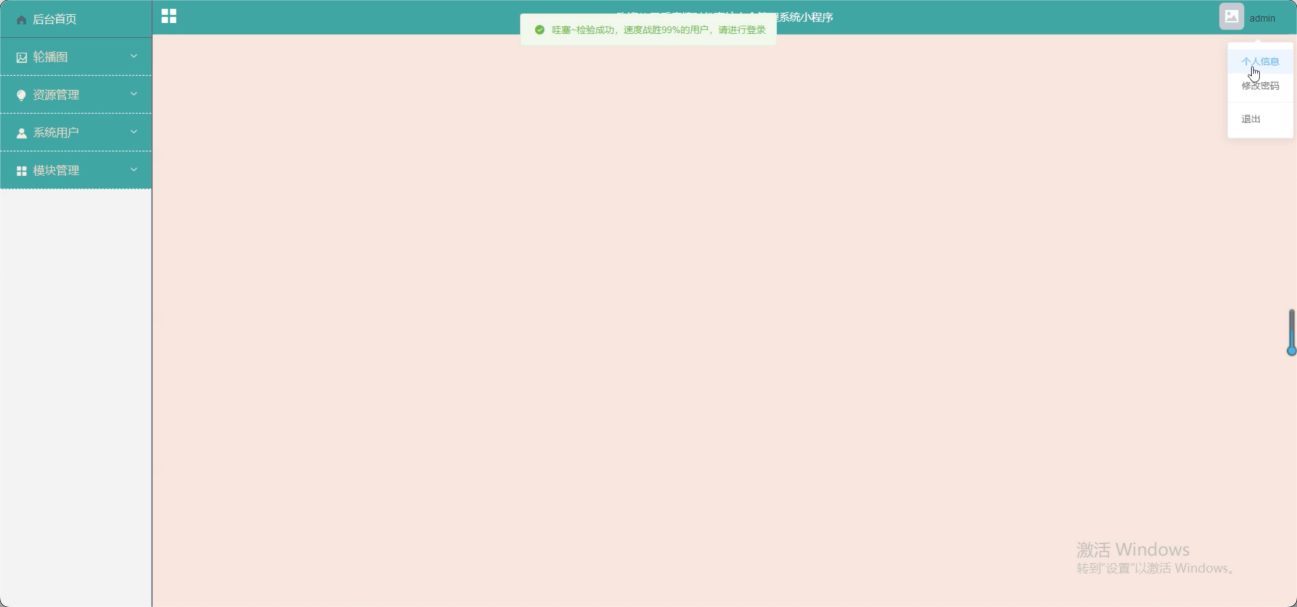 后台首页
系统小程序
admin
哇塞~检验成功，速度战胜99%的用户，请进行登录
轮播图
资源管理
系统用户
模块管理
个人信息
修改密码
退出
激活 Windows
转到"设置"以激活 Windows。